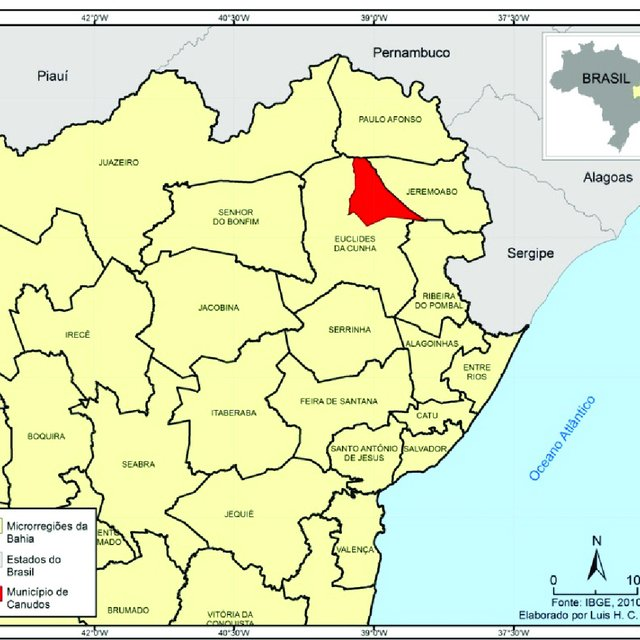 42°0'W
40°30'W
39°0'W
37°30'W
Pernambuco
Piauí
BRASIL
PAULO AFONSO
JUAZEIRO
Alagoas
JEREMOABO
SENHOR
DO BONFIM
EUCLIDES
DA CUNHA
Sergipe
RIBEIRA
DO POMBAL
JACOBINA
SERRINHA
IRECÊ
ALAGOINHAS
ENTRE
RIOS
FEIRA DE SANTANA
ITABERABA
CATU
Oceano Atlântico
BOQUIRA
SANTO ANTÔNIO
DE JESUS
SALVADOR
SEABRA
JEQUIÉ
Microrregiões da
Bahia
Estados do
Brasil
Município de
Canudos
MADO
VALENÇA
N
0
10
BRUMADO
VITÓRIA DA
CONQUISTA
Fonte: IBGE, 2010
Elaborado por Luis H. C.
42°0'W
40°30'W
39°0'W
37°30'W